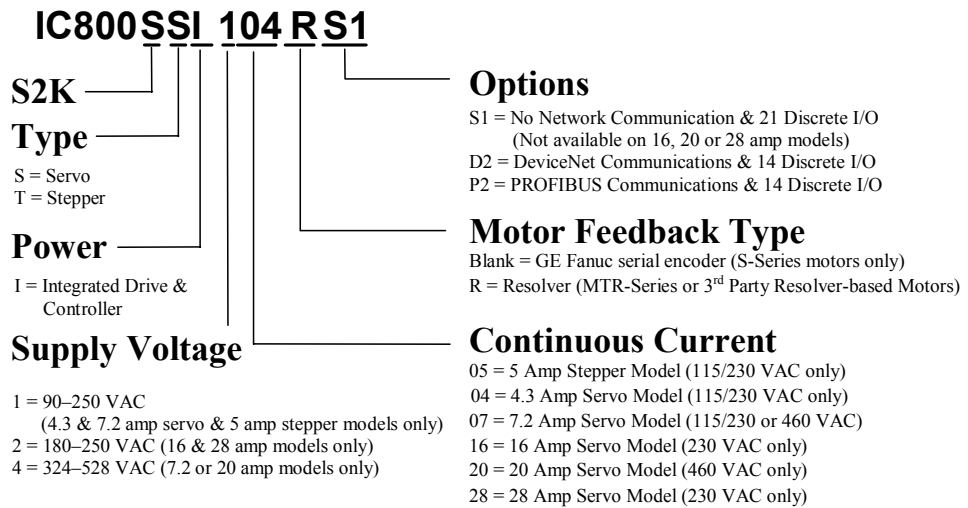 IC800SSI 104 R S1
S2K
Type
S = Servo
T = Stepper
Power
I = Integrated Drive &
Controller
Supply Voltage
1 = 90–250 VAC
(4.3 & 7.2 amp servo & 5 amp stepper models only)
2 = 180–250 VAC (16 & 28 amp models only)
4 = 324–528 VAC (7.2 or 20 amp models only)
Options
S1 = No Network Communication & 21 Discrete I/O
(Not available on 16, 20 or 28 amp models)
D2 = DeviceNet Communications & 14 Discrete I/O
P2 = PROFIBUS Communications & 14 Discrete I/O
Motor Feedback Type
Blank = GE Fanuc serial encoder (S-Series motors only)
R = Resolver (MTR-Series or 3rd Party Resolver-based Motors)
Continuous Current
05 = 5 Amp Stepper Model (115/230 VAC only)
04 = 4.3 Amp Servo Model (115/230 VAC only)
07 = 7.2 Amp Servo Model (115/230 or 460 VAC)
16 = 16 Amp Servo Model (230 VAC only)
20 = 20 Amp Servo Model (460 VAC only)
28 = 28 Amp Servo Model (230 VAC only)